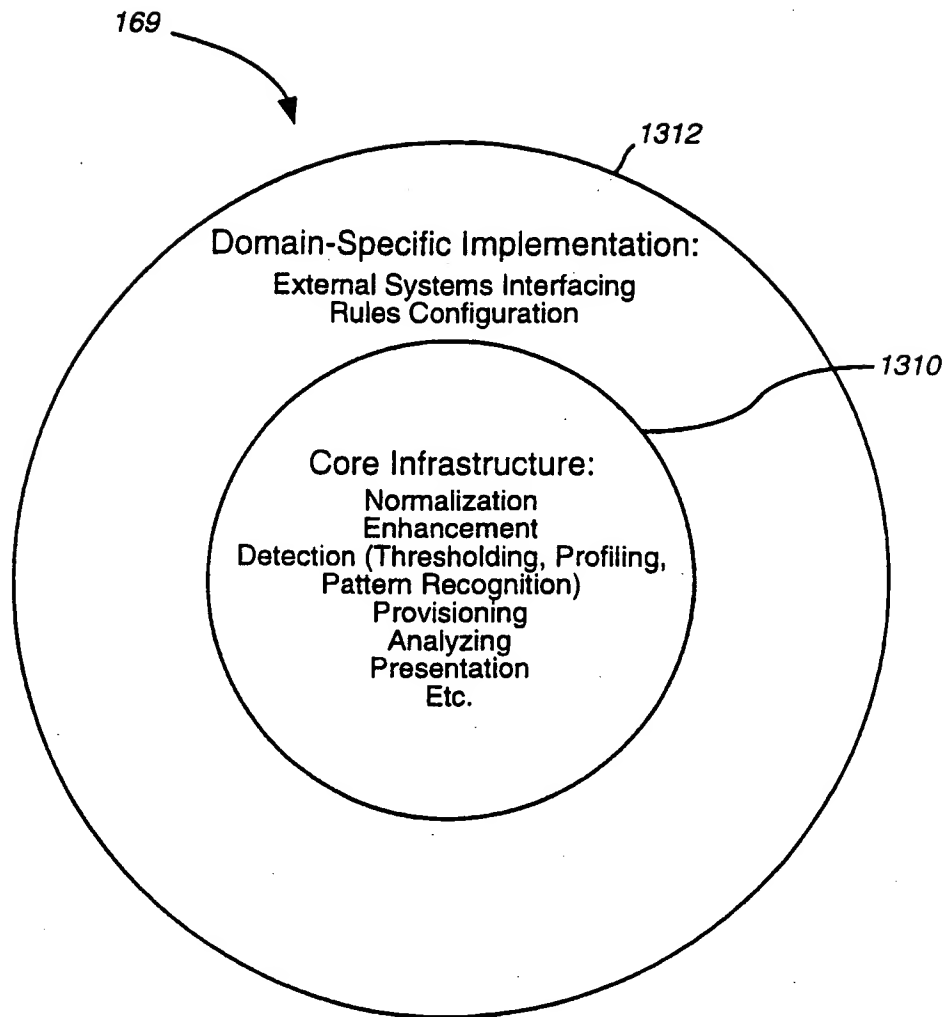 169
1312
Domain-Specific Implementation:
External Systems Interfacing
Rules Configuration
1310
Core Infrastructure:
Normalization
Enhancement
Detection (Thresholding, Profiling,
Pattern Recognition)
Provisioning
Analyzing
Presentation
Etc.